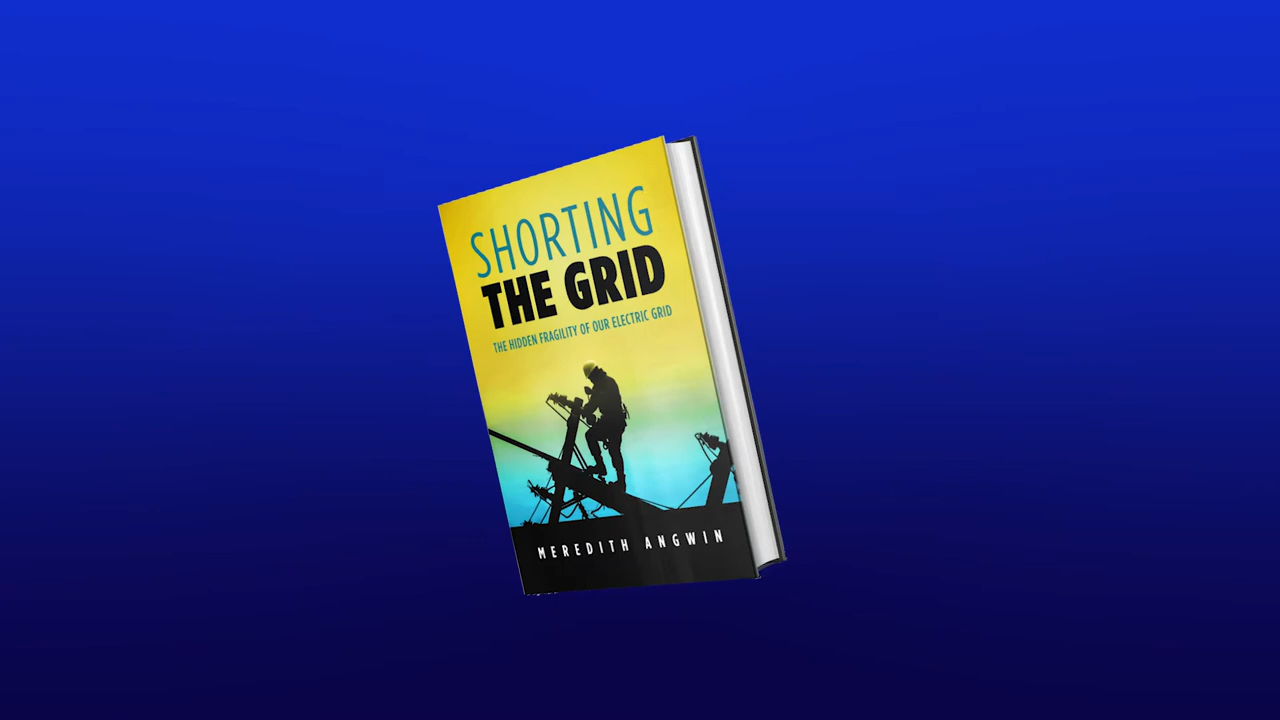 SHORTING
THE GRID
THE HIDDEN FRAGILITY OF OUR ELECTRIC GRID
MEREDITH ANGWIN